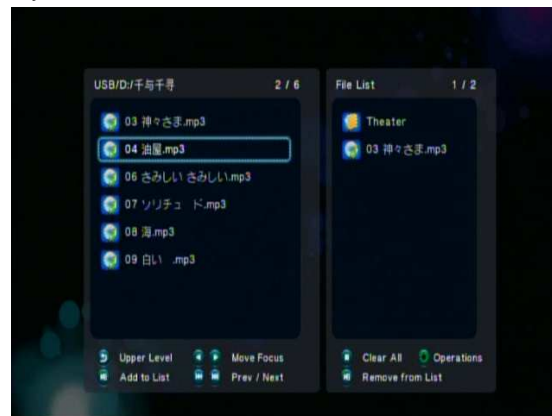 USB/D:/千与千寻 2 / 6
03 神々さま.mp3
04 油屋.mp3
06 さみしい さみしい.mp3
07 ソリチュ ド.mp3
08 海.mp3
09 白い .mp3
Upper Level Move Focus
Add to List Prev / Next
File List 1 / 2
Theater
03 神々さま.mp3
Clear All Operations
Remove from List